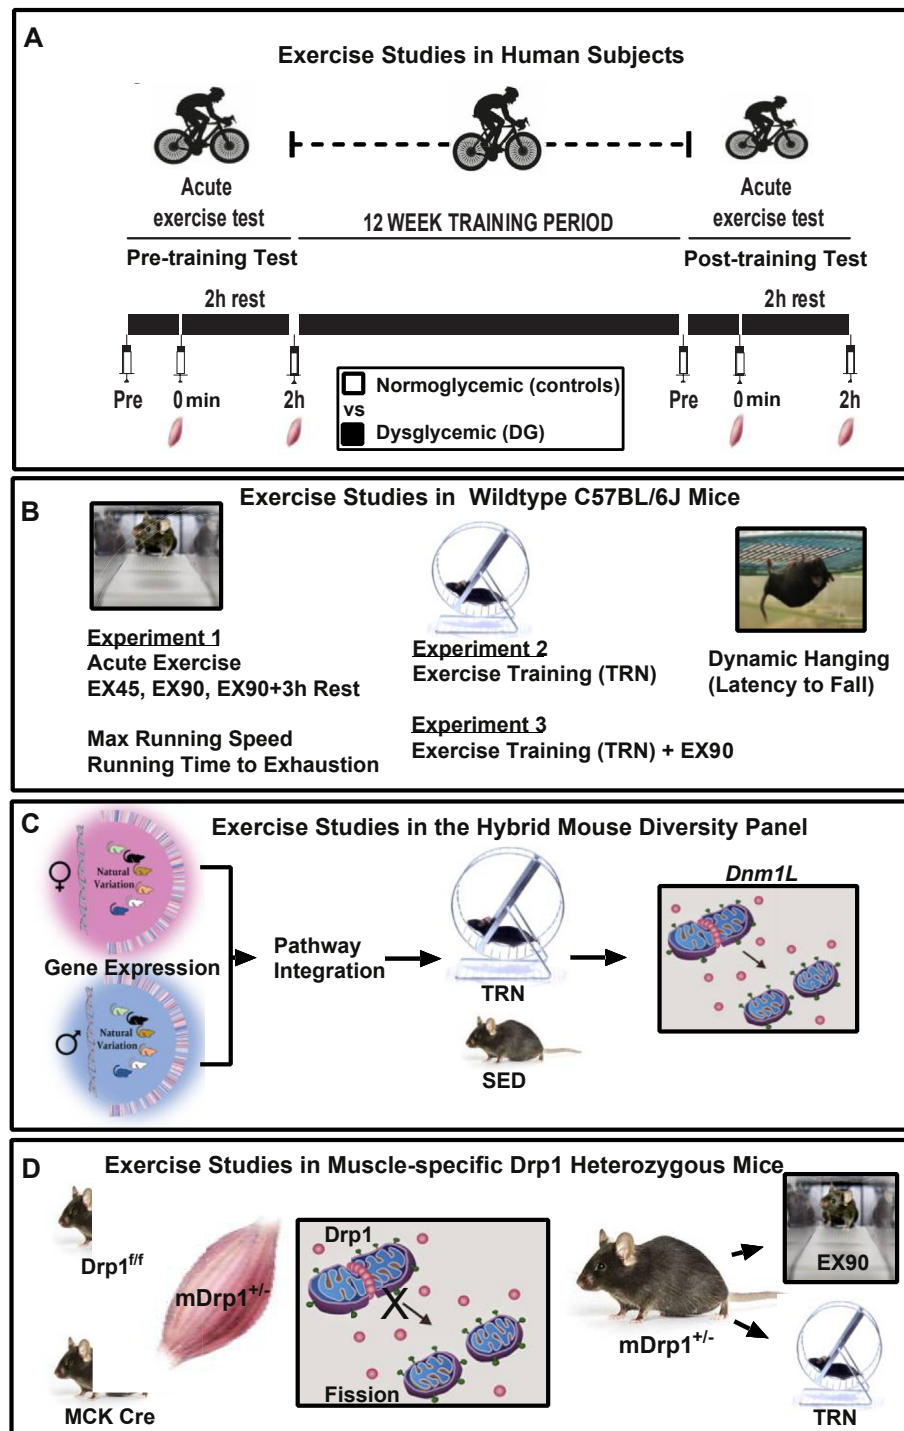 A
Exercise Studies in Human Subjects
Acute
exercise test
Pre-training Test
12 WEEK TRAINING PERIOD
Acute
exercise test
Post-training Test
2h rest
2h rest
Pre
0 min
2h
Pre
0 min
2h
Normoglycemic (controls)
vs
Dysglycemic (DG)
B
Exercise Studies in Wildtype C57BL/6J Mice
Experiment 1
Acute Exercise
EX45, EX90, EX90+3h Rest
Max Running Speed
Running Time to Exhaustion
Experiment 2
Exercise Training (TRN)
Experiment 3
Exercise Training (TRN) + EX90
Dynamic Hanging
(Latency to Fall)
C
Exercise Studies in the Hybrid Mouse Diversity Panel
♀
Natural
Variation
Gene Expression
♂
Natural
Variation
Pathway
Integration
TRN
SED
Dnm1L
D
Exercise Studies in Muscle-specific Drp1 Heterozygous Mice
Drp1f/f
MCK Cre
mDrp1+/-
Drp1
X
Fission
mDrp1+/-
EX90
TRN